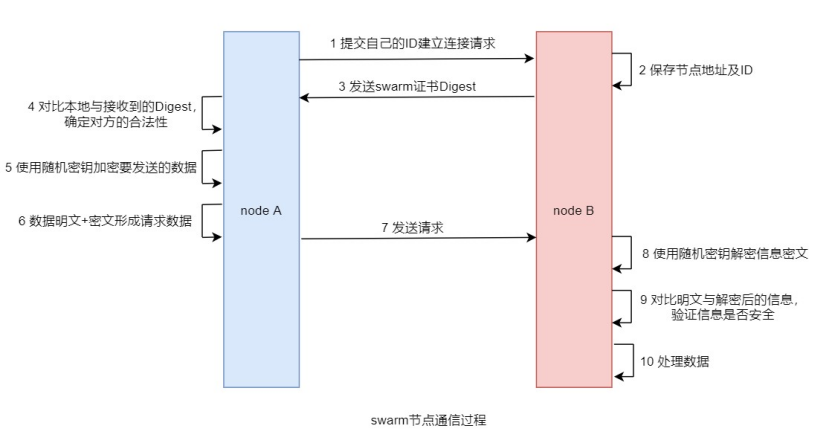 1 提交自己的ID建立连接请求
2 保存节点地址及ID
3 发送swarm证书Digest
4 对比本地与接收到的Digest,
确定对方的合法性
5 使用随机密钥加密要发送的数据
node A
node B
6 数据明文+密文形成请求数据
7 发送请求
8 使用随机密钥解密信息密文
9 对比明文与解密后的信息,
验证信息是否安全
10 处理数据
swarm节点通信过程